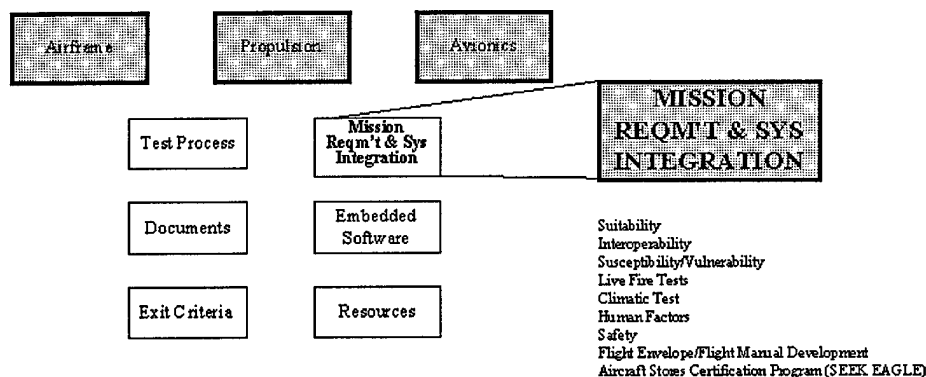 Airframe
Propulsion
Avionics
MISSION
REQM'T & SYS
INTEGRATION
Test Process
Mission
Reqm't & Sys
Integration
Documents
Embedded
Software
Exit Criteria
Resources
Suitability
Interoperability
Susceptibility/Vulnerability
Live Fire Tests
Climatic Test
Human Factors
Safety
Flight Envelope/Flight Manual Development
Aircraft Stores Certification Program (SEEK EAGLE)